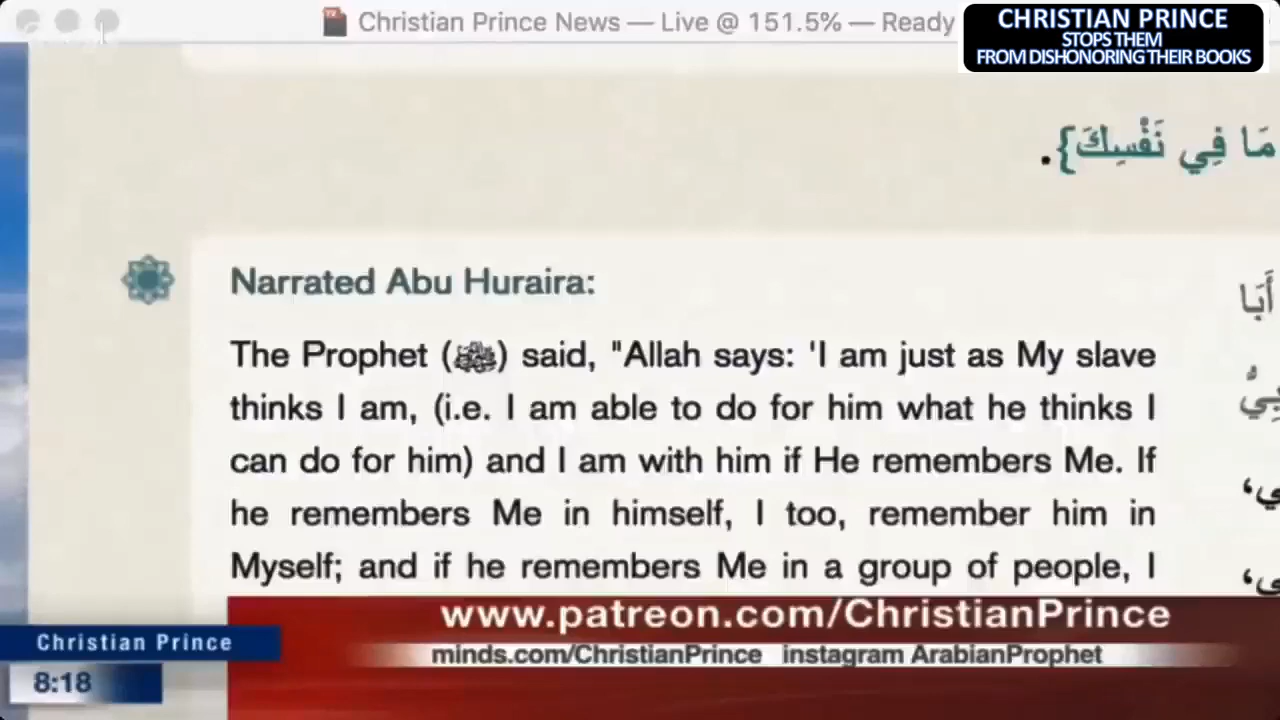 Christian Prince News — Live @ 151.5% — Ready
CHRISTIAN PRINCE
STOPS THEM
FROM DISHONORING THEIR BOOKS
مَا فِي نَفْسِكَ}.
Narrated Abu Huraira:
أَبَا
The Prophet (ﷺ) said, "Allah says: 'I am just as My slave
thinks I am, (i.e. I am able to do for him what he thinks I
can do for him) and I am with him if He remembers Me. If
he remembers Me in himself, I too, remember him in
Myself; and if he remembers Me in a group of people, I
www.patreon.com/ChristianPrince
Christian Prince
minds.com/ChristianPrince instagram ArabianProphet
8:18